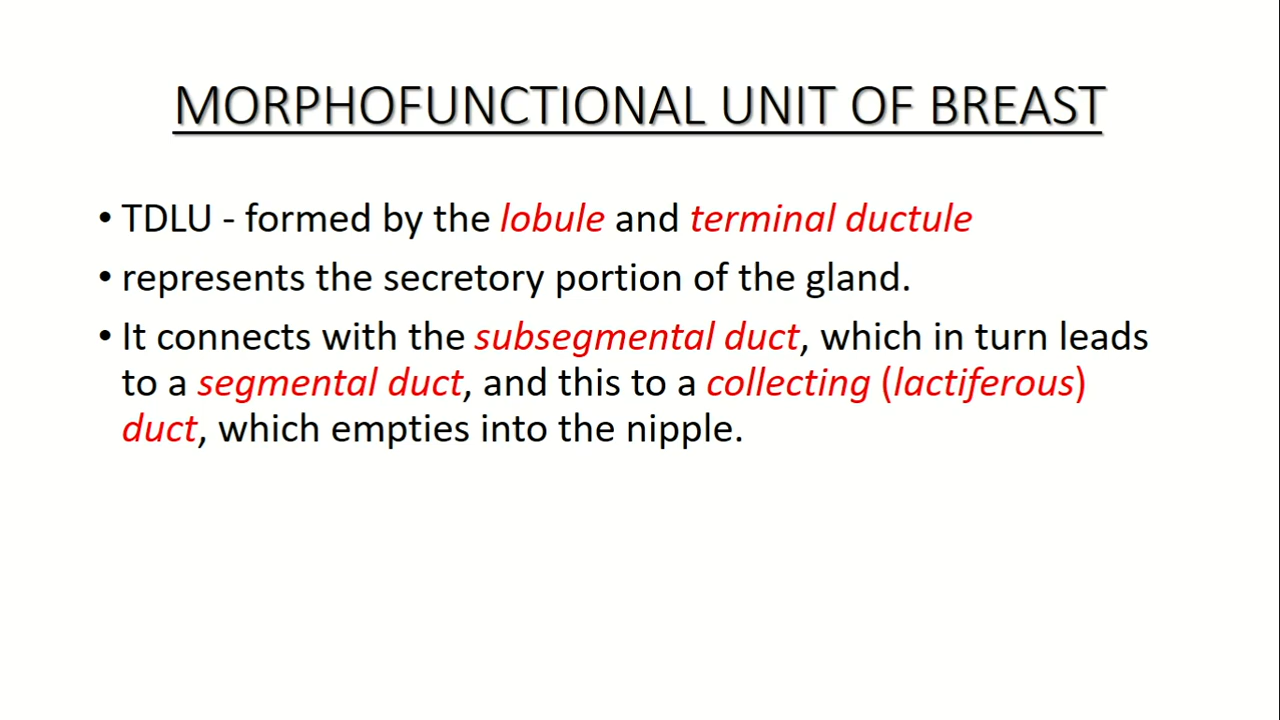 MORPHOFUNCTIONAL UNIT OF BREAST
• TDLU - formed by the lobule and terminal ductule
• represents the secretory portion of the gland.
• It connects with the subsegmental duct, which in turn leads
to a segmental duct, and this to a collecting (lactiferous)
duct, which empties into the nipple.